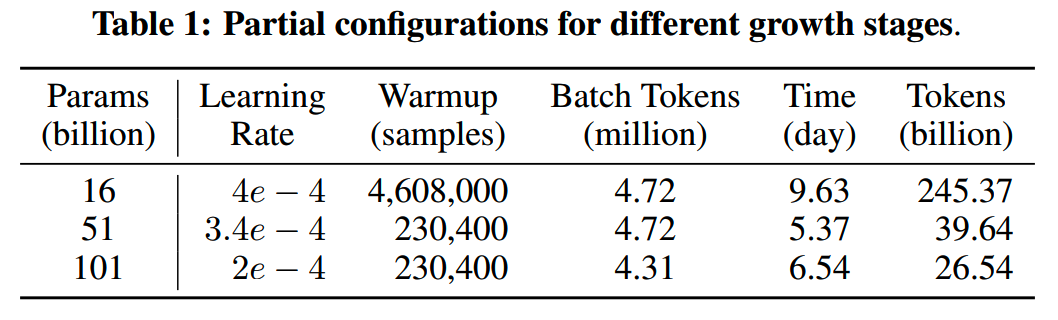 Table 1: Partial configurations for different growth stages.
Params Learning Warmup Batch Tokens Time Tokens
(billion) Rate (samples) (million) (day) (billion)
16 4e − 4 4,608,000 4.72 9.63 245.37
51 3.4e − 4 230,400 4.72 5.37 39.64
101 2e − 4 230,400 4.31 6.54 26.54